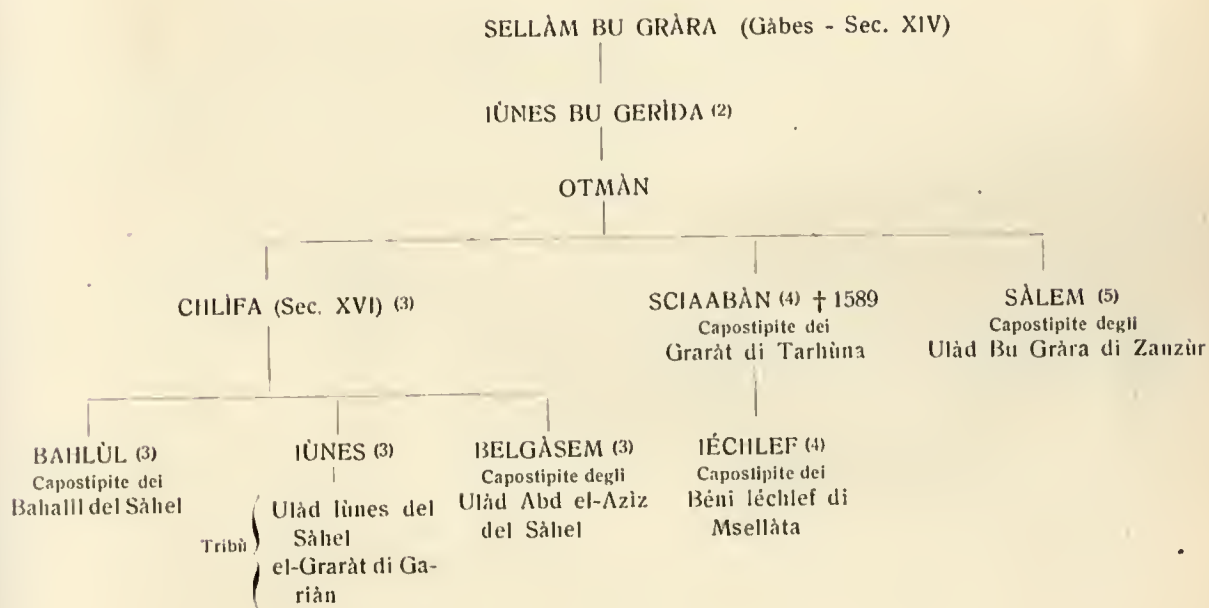 SELLÀM BU GRÀRA (Gàbes - Sec. XIV)
IÙNES BU GERÌDA (2)
OTMÀN
CHLÌFA (Sec. XVI) (3)
SCIAABÀN (4) † 1589
Capostipite dei
Graràt di Tarhùna
SÀLEM (5)
Capostipite degli
Ulàd Bu Gràra di Zanzùr
BAHLÙL (3)
Capostipite dei
Bahalìl del Sàhel
IÙNES (3)
Tribù
Ulàd Iùnes del
Sàhel
el-Graràt di Ga-
riàn
BELGÀSEM (3)
Capostipite degli
Ulàd Abd el-Azìz
del Sàhel
IÉCHLEF (4)
Capostipite dei
Béni Iéchlef di
Msellàta